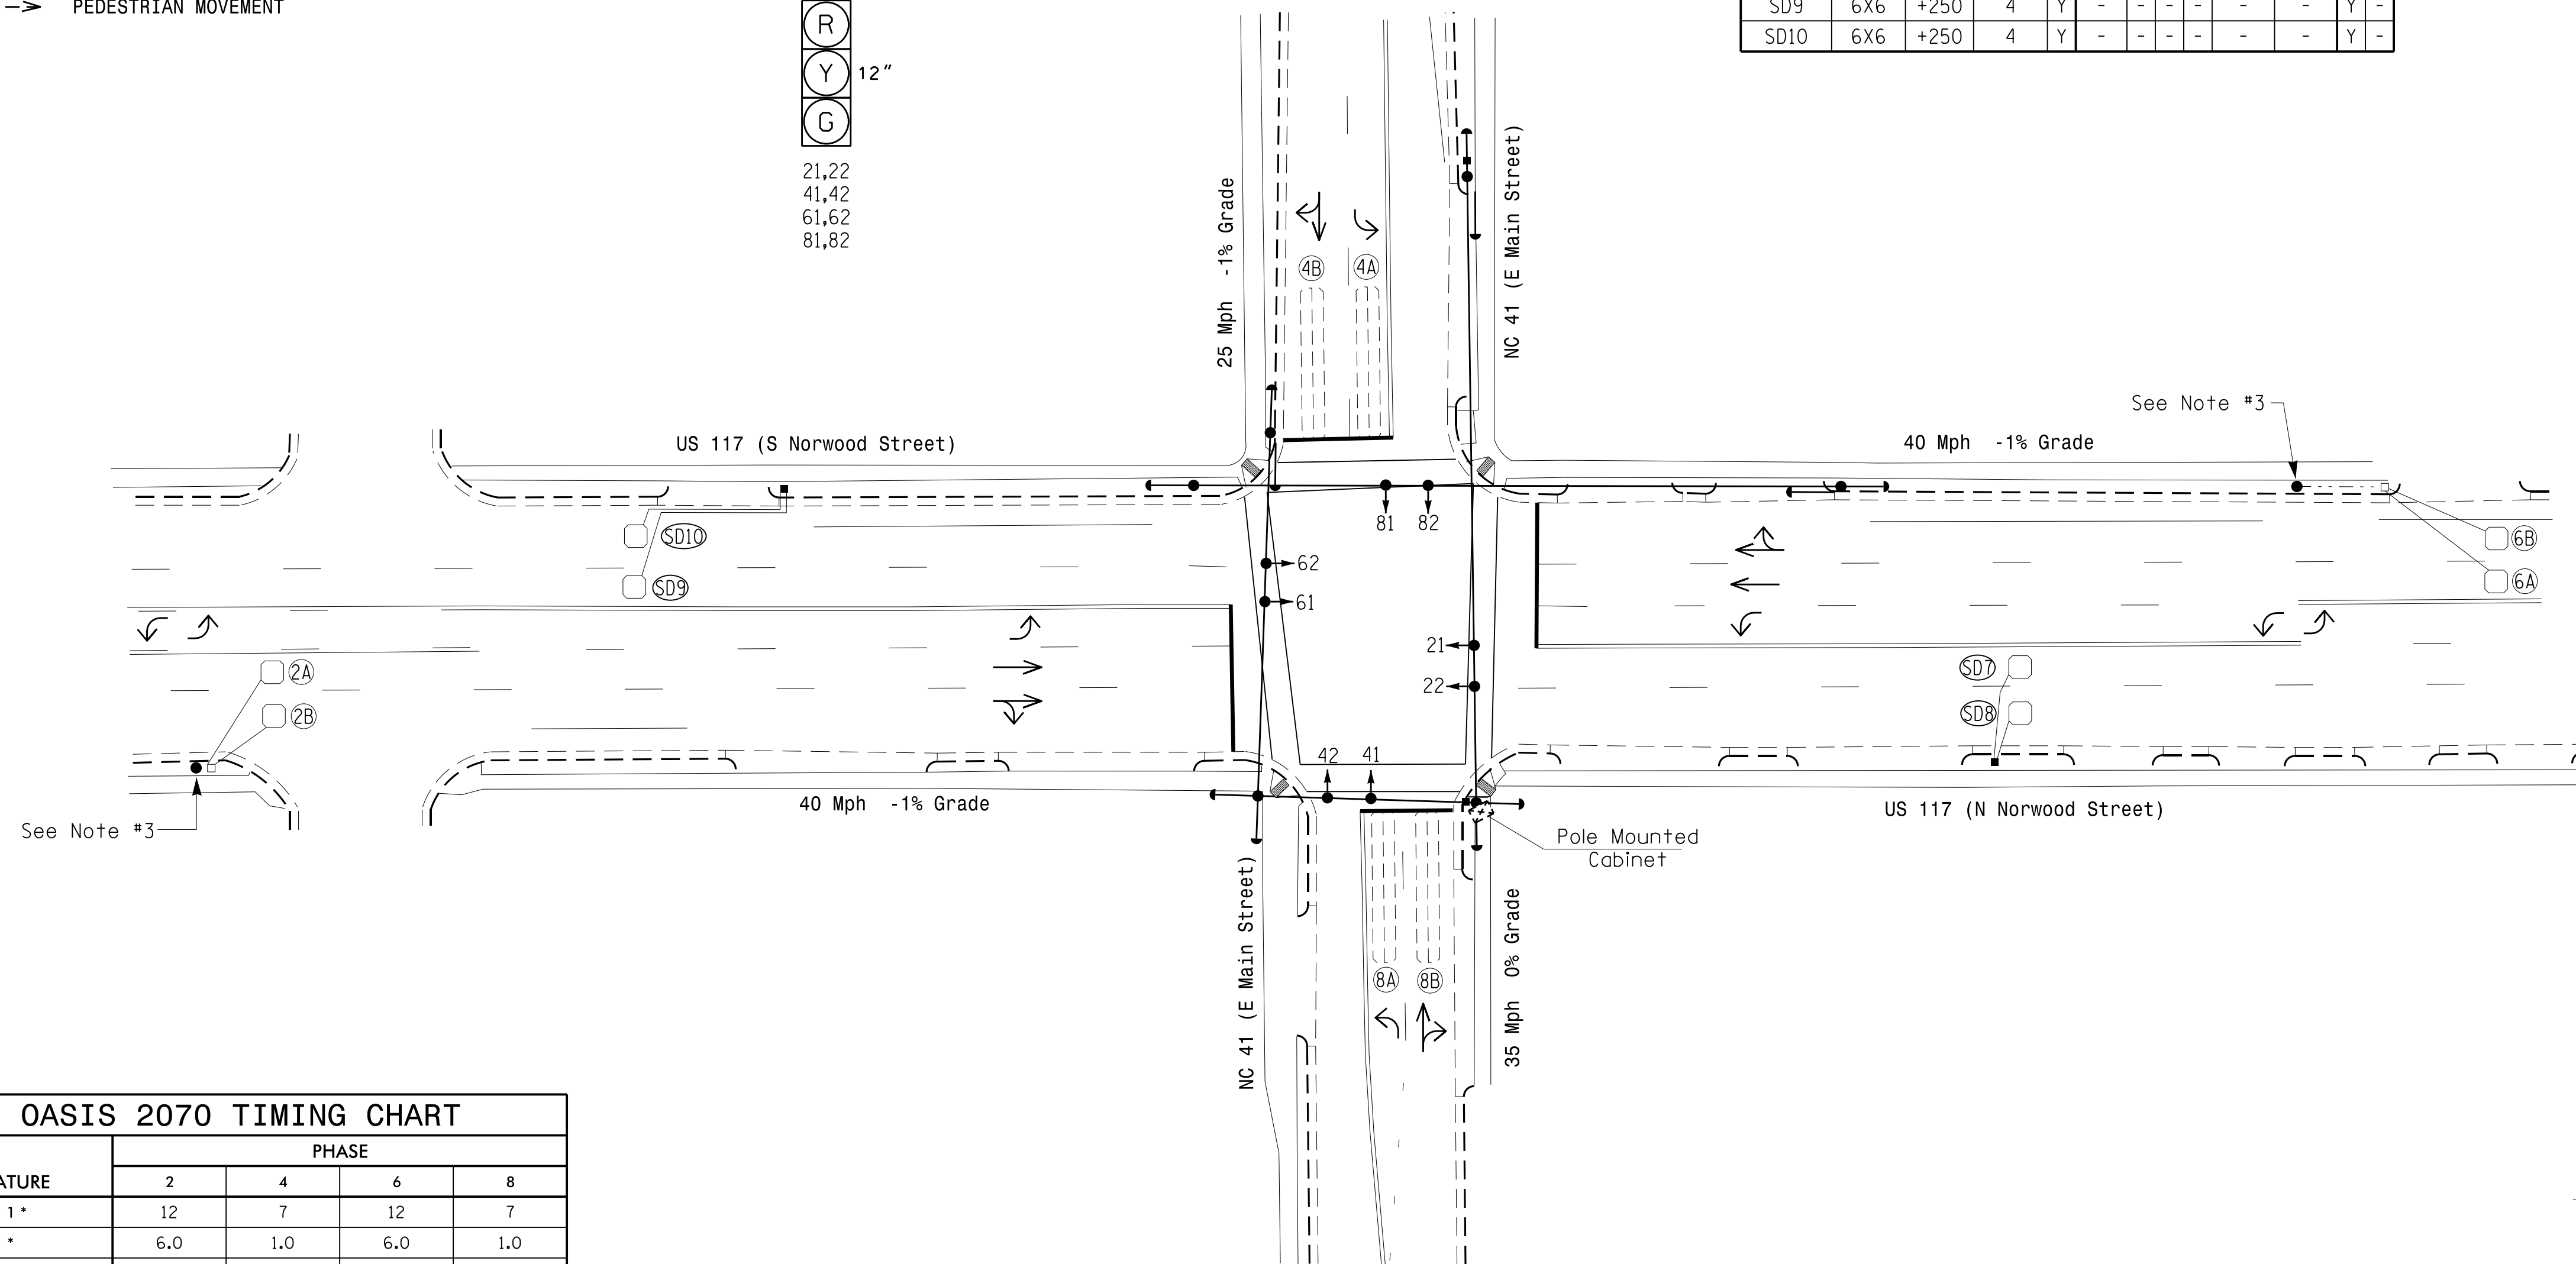 PEDESTRIAN MOVEMENT
R
Y
G
12"
21,22
41,42
61,62
81,82
SD9 6X6 +250 4 Y - - - - - - Y -
SD10 6X6 +250 4 Y - - - - - - Y -
25 Mph -1% Grade
NC 41 (E Main Street)
4B
4A
See Note #3
US 117 (S Norwood Street)
40 Mph -1% Grade
81
82
SD10
SD9
62
61
6B
6A
21
22
2A
2B
SD7
SD8
42
41
40 Mph -1% Grade
US 117 (N Norwood Street)
See Note #3
Pole Mounted
Cabinet
NC 41 (E Main Street)
35 Mph 0% Grade
8A
8B
OASIS 2070 TIMING CHART
PHASE
ATURE 2 4 6 8
1 * 12 7 12 7
* 6.0 1.0 6.0 1.0